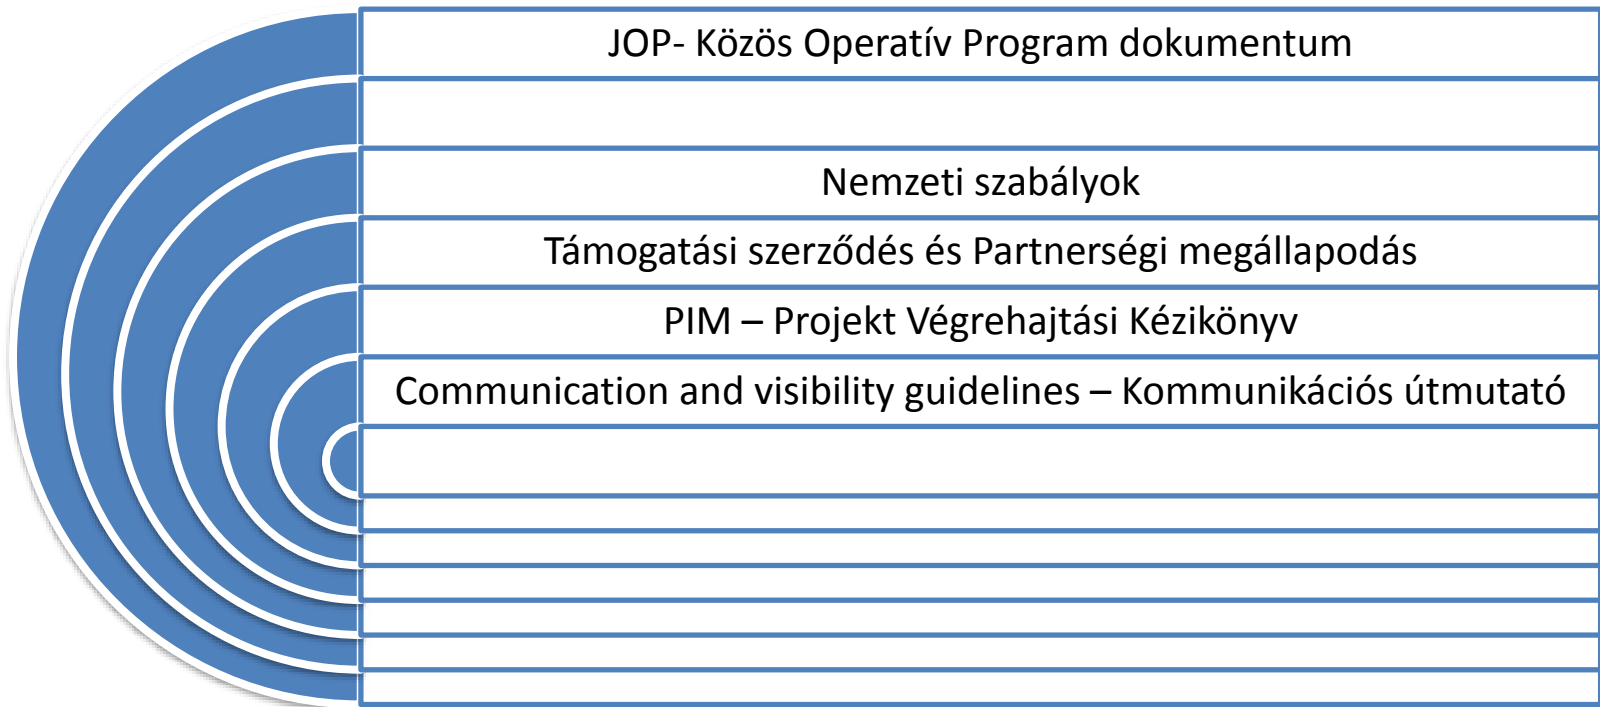 JOP- Közös Operatív Program dokumentum
Nemzeti szabályok
Támogatási szerződés és Partnerségi megállapodás
PIM – Projekt Végrehajtási Kézikönyv
Communication and visibility guidelines – Kommunikációs útmutató